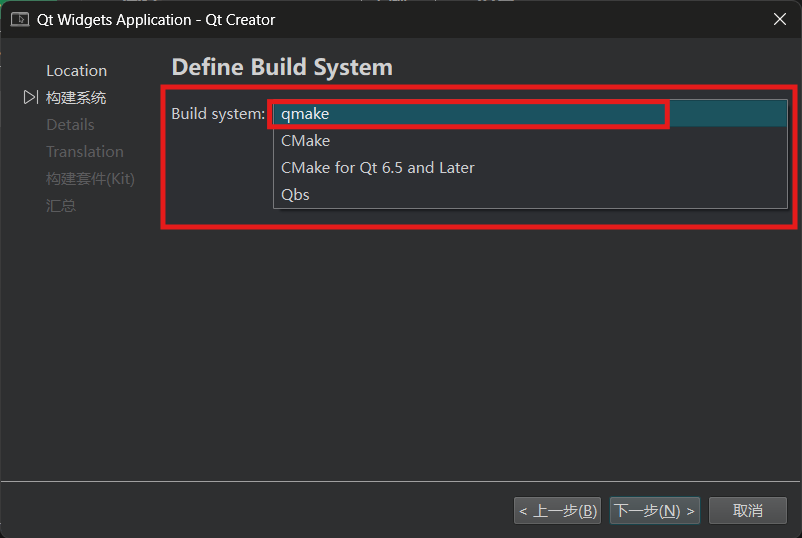 Qt Widgets Application - Qt Creator
Location
构建系统
Details
Translation
构建套件(Kit)
汇总
Define Build System
Build system:
qmake
CMake
CMake for Qt 6.5 and Later
Qbs
< 上一步(B)
下一步(N) >
取消